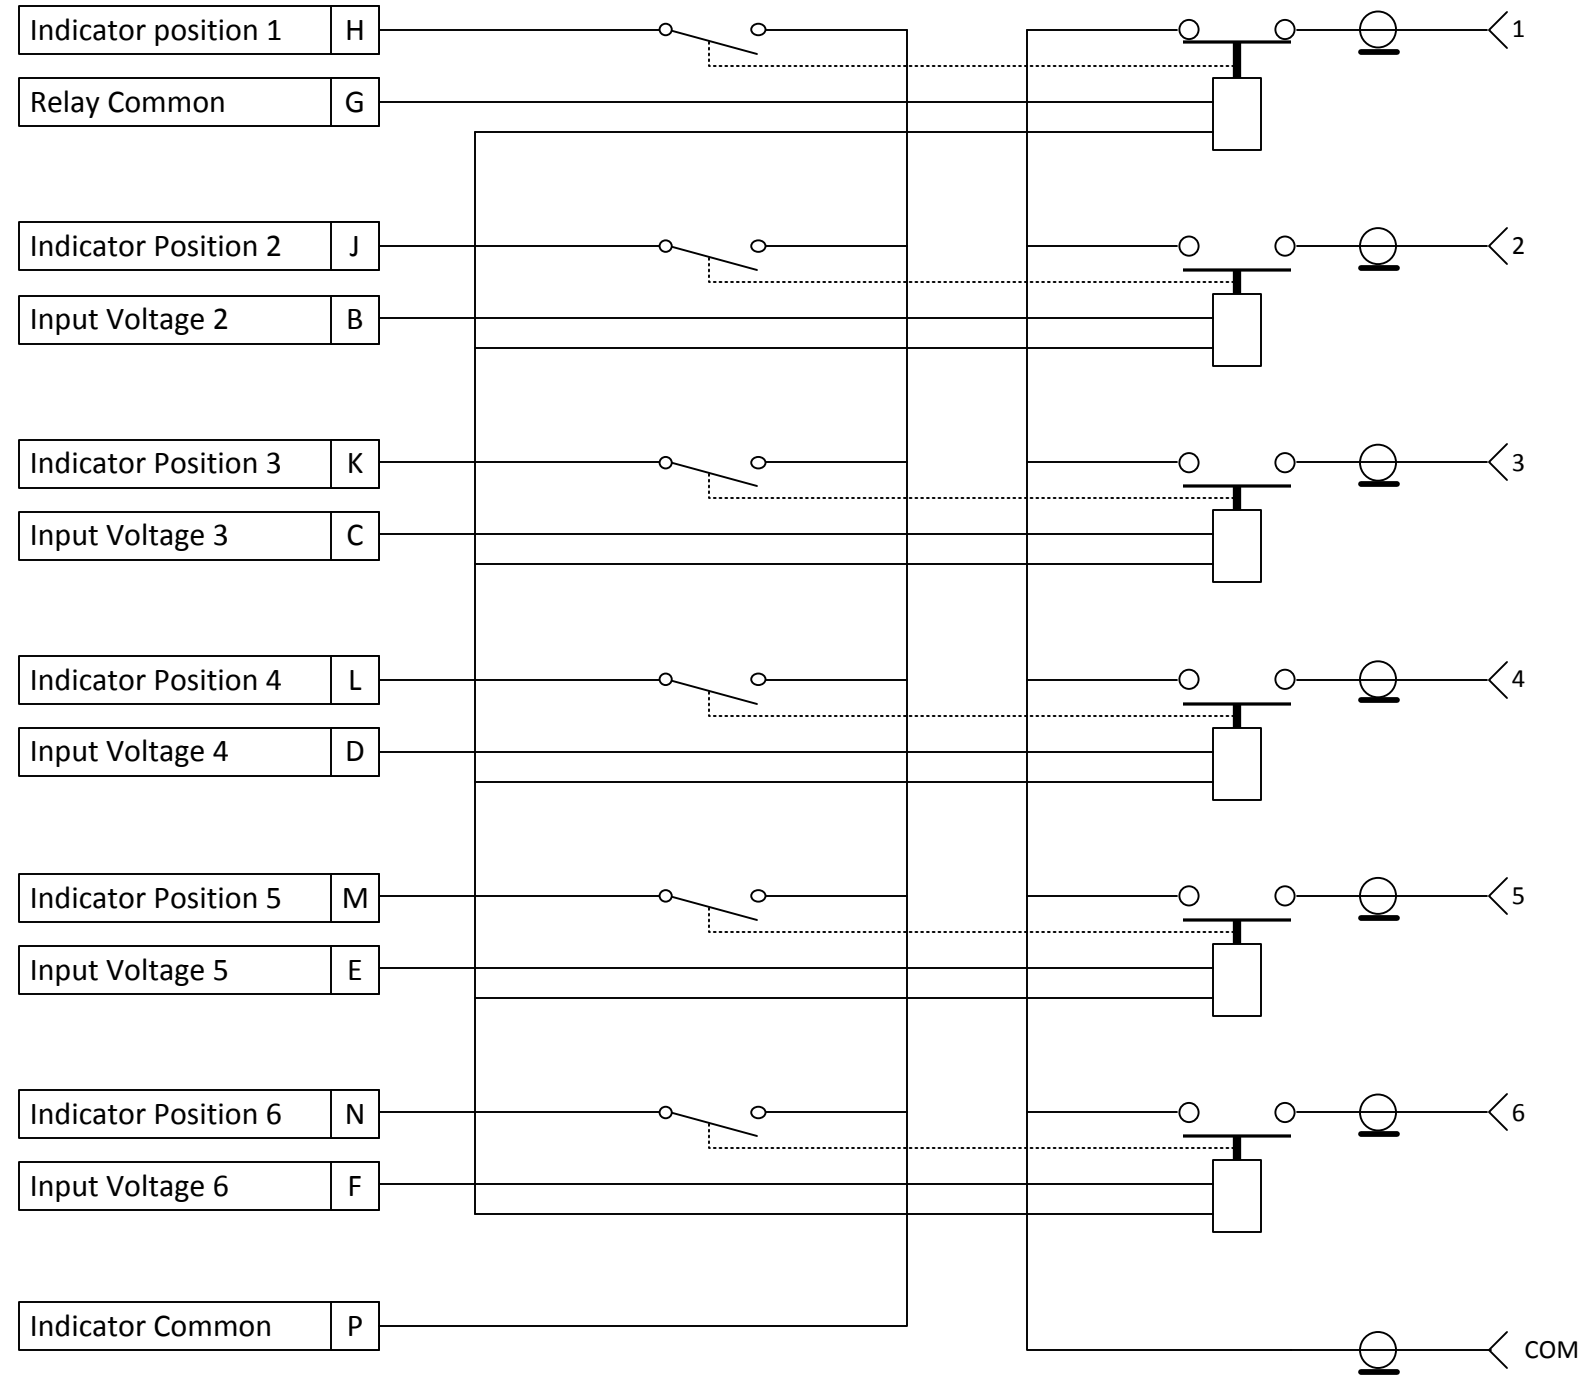 Indicator position 1 H 1
Relay Common G
Indicator Position 2 J 2
Input Voltage 2 B
Indicator Position 3 K 3
Input Voltage 3 C
Indicator Position 4 L 4
Input Voltage 4 D
Indicator Position 5 M 5
Input Voltage 5 E
Indicator Position 6 N 6
Input Voltage 6 F
Indicator Common P
COM